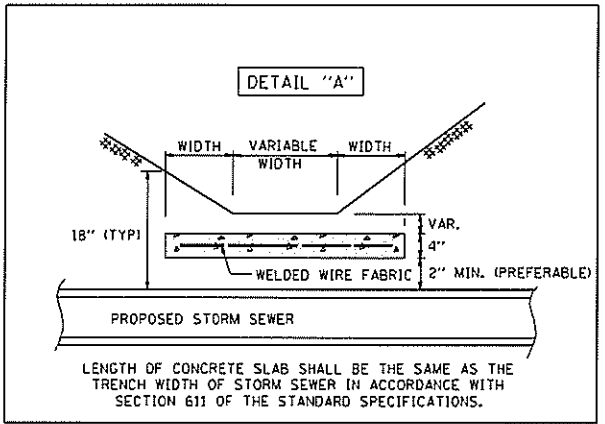 DETAIL "A"
WIDTH
VARIABLE
WIDTH
WIDTH
18" (TYP)
VAR.
4"
2" MIN. (PREFERABLE)
WELDED WIRE FABRIC
PROPOSED STORM SEWER
LENGTH OF CONCRETE SLAB SHALL BE THE SAME AS THE
TRENCH WIDTH OF STORM SEWER IN ACCORDANCE WITH
SECTION 611 OF THE STANDARD SPECIFICATIONS.